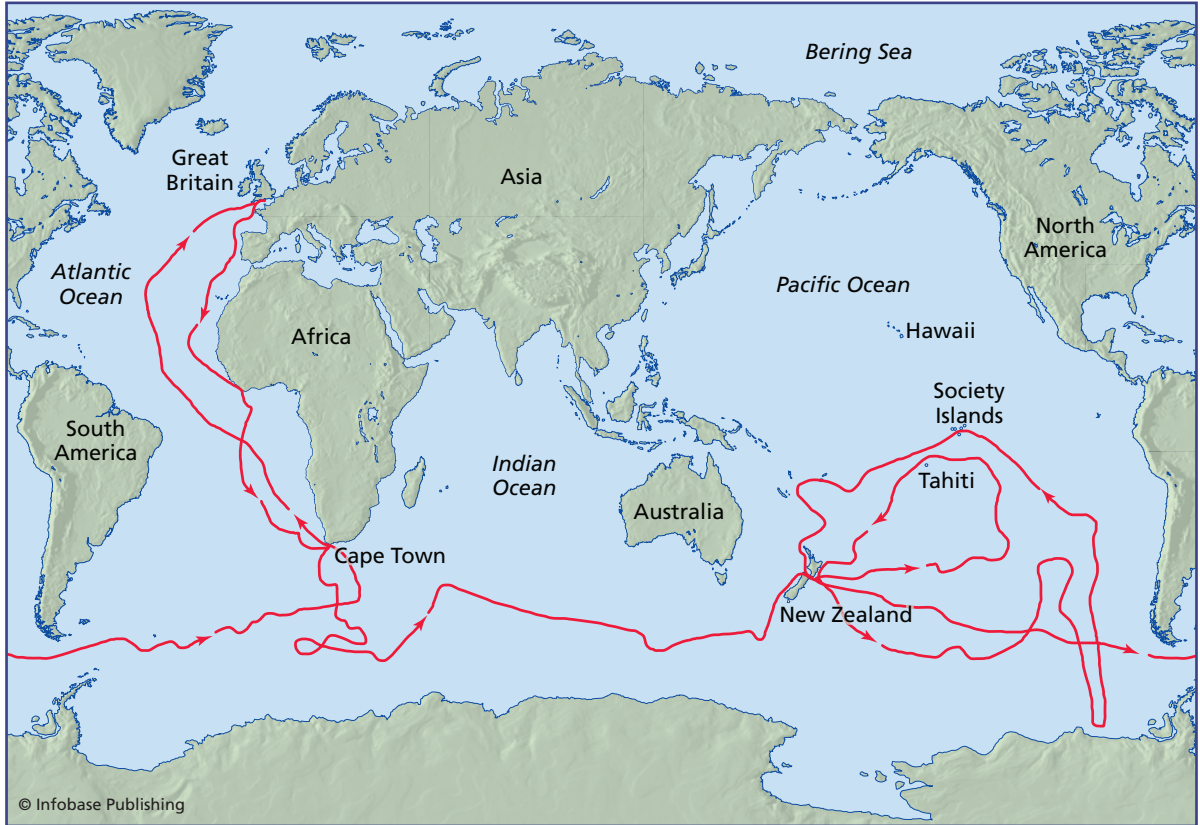 Bering Sea
Great
Britain
Asia
North
America
Atlantic
Ocean
Pacific Ocean
Africa
Hawaii
Society
Islands
South
America
Indian
Ocean
Tahiti
Australia
Cape Town
New Zealand
© Infobase Publishing